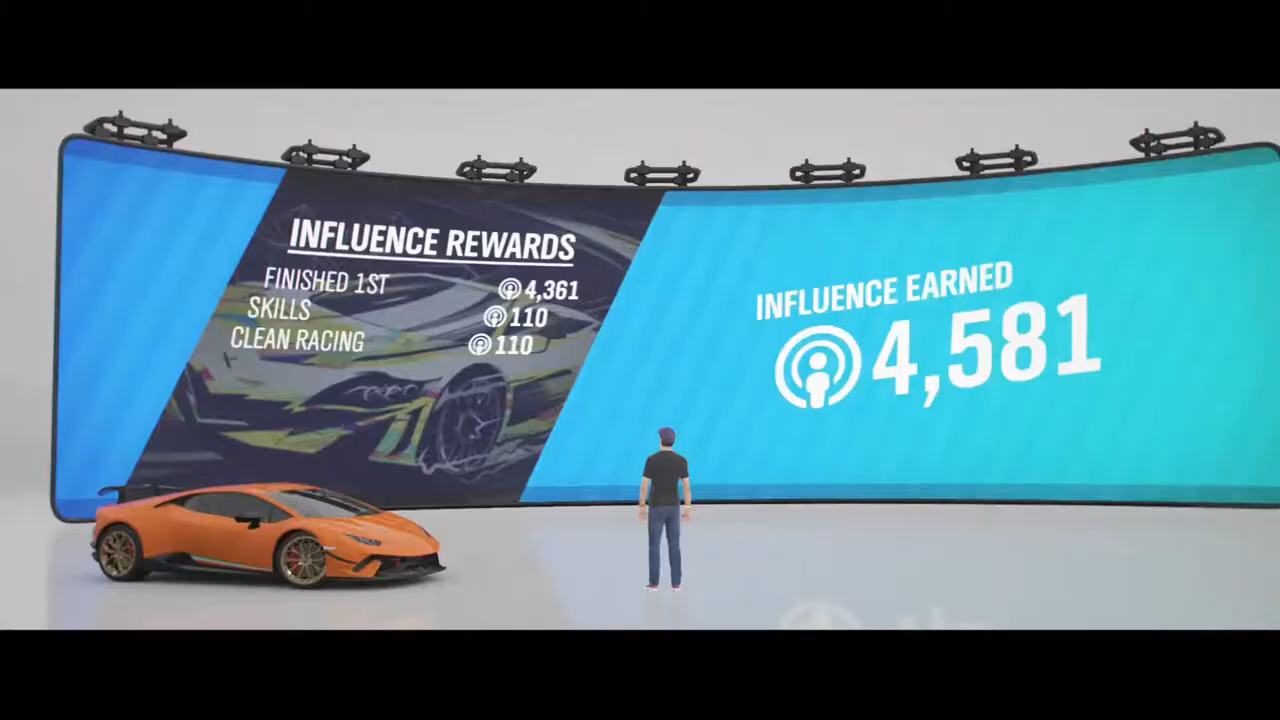 INFLUENCE REWARDS
FINISHED 1ST 4,361
SKILLS 110
CLEAN RACING 110
INFLUENCE EARNED
4,581